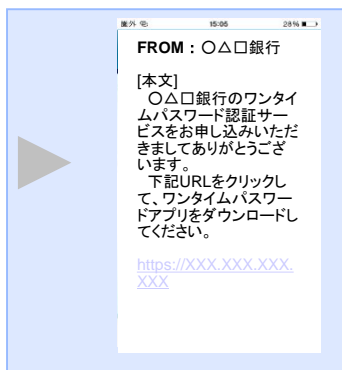 圏外
15:05
28%
FROM：〇△□銀行
[本文]
　〇△□銀行のワンタイ
ムパスワード認証サー
ビスをお申し込みいただ
きましてありがとうござ
います。
　下記URLをクリックし
て、ワンタイムパスワー
ドアプリをダウンロードし
てください。
https://XXX.XXX.XXX.
XXX